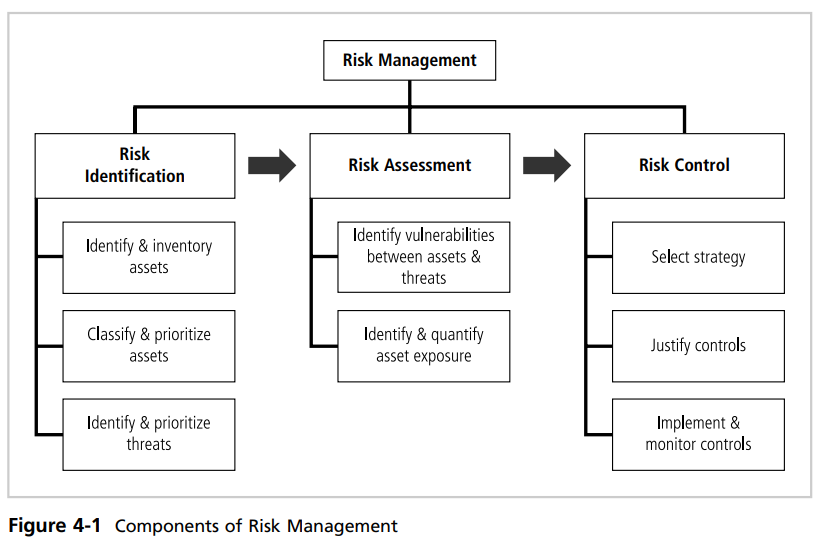 Risk Management
Risk
Identification
Identify & inventory
assets
Classify & prioritize
assets
Identify & prioritize
threats
Risk Assessment
Identify vulnerabilities
between assets &
threats
Identify & quantify
asset exposure
Risk Control
Select strategy
Justify controls
Implement &
monitor controls
Figure 4-1 Components of Risk Management